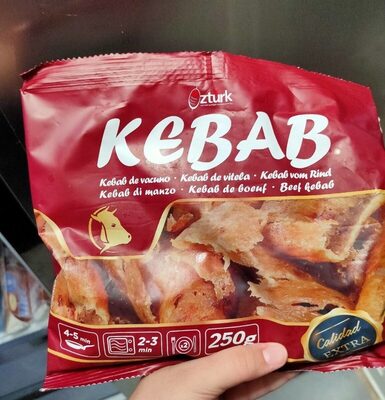 Ozturk
KEBAB
Kebab de vacuno · Kebab de vitela · Kebab vom Rind
Kebab di manzo · Kebab de boeuf · Beef kebab
4-5 min
2-3 min
x2
250g
Calidad
EXTRA